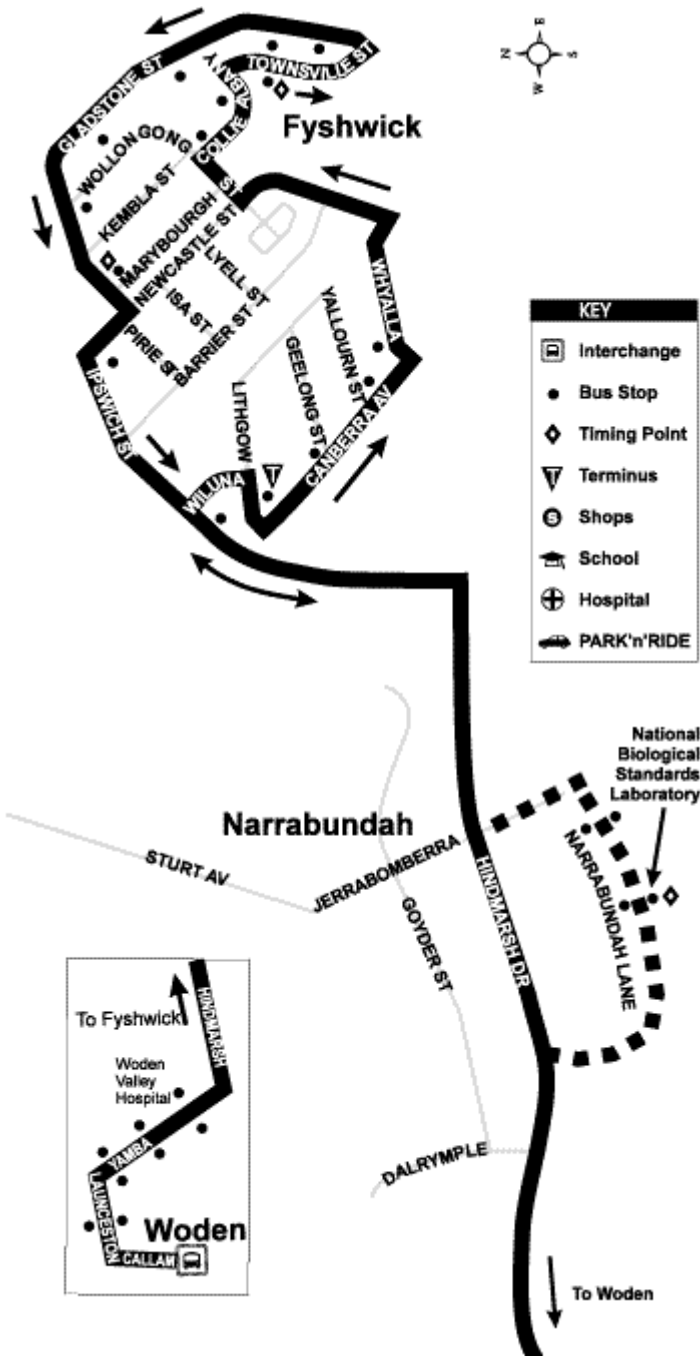 E
N
S
W
TOWNSVILLE ST
ALBANY
GLADSTONE ST
COLLIE
Fyshwick
WOLLONGONG
ST
KEMBLA ST
MARYBOURGH
NEWCASTLE ST
LYELL ST
ISA ST
BARRIER ST
PIRIE ST
WHYALLA
YALLOURN ST
GEELONG ST
LITHGOW
IPSWICH ST
WILUNA
T
CANBERRA AV
KEY
Interchange
Bus Stop
Timing Point
T Terminus
S Shops
School
Hospital
PARK'n'RIDE
National
Biological
Standards
Laboratory
Narrabundah
STURT AV
JERRABOMBERRA
GOYDER ST
HINDMARSH DR
NARRABUNDAH LANE
DALRYMPLE
To Woden
HINDMARSH
To Fyshwick
Woden
Valley
Hospital
YAMBA
LAUNCESTON
Woden
CALLAM